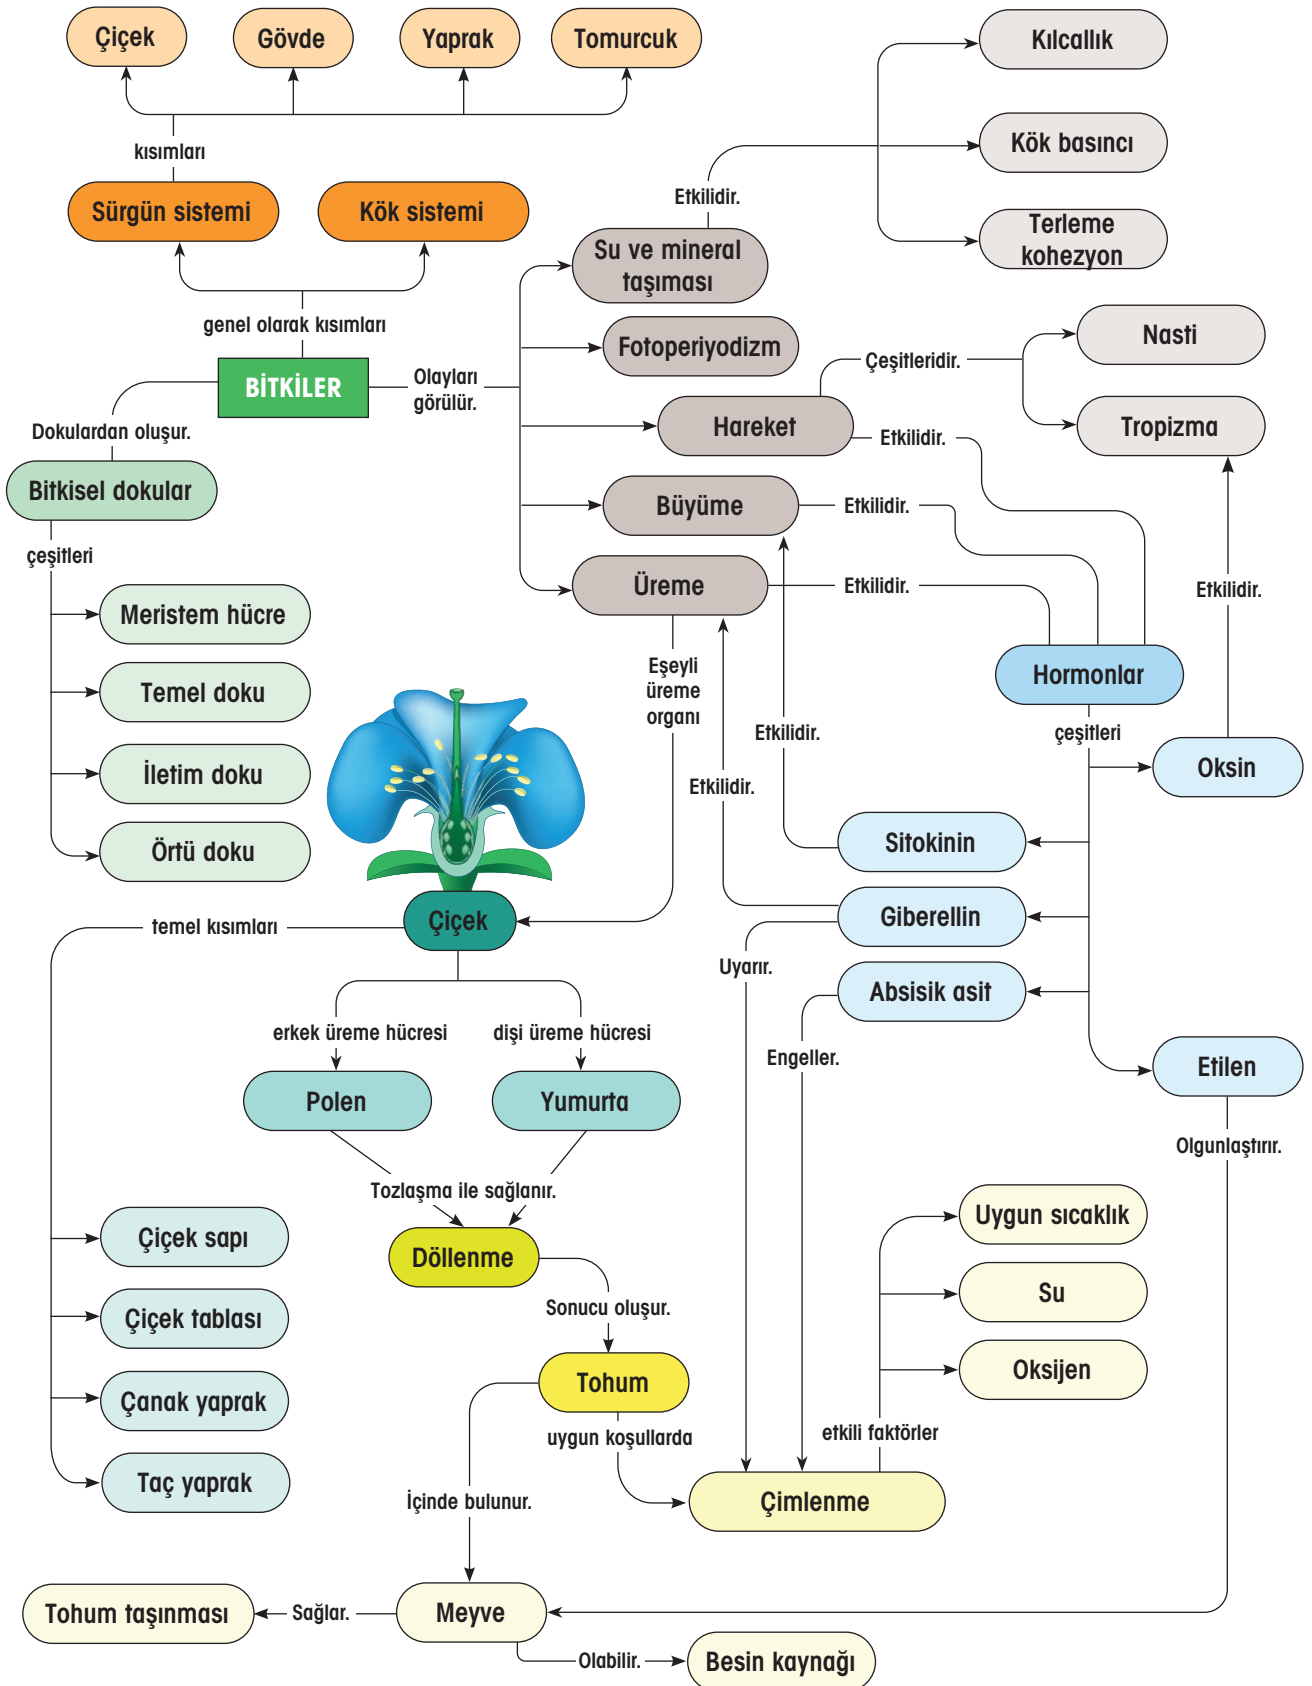 Çiçek
Gövde
Yaprak
Tomurcuk
kısımları
Sürgün sistemi
Kök sistemi
genel olarak kısımları
BİTKİLER
Olayları
görülür.
Dokulardan oluşur.
Bitkisel dokular
çeşitleri
Meristem hücre
Temel doku
İletim doku
Örtü doku
Kılcallık
Kök basıncı
Terleme
kohezyon
Etkilidir.
Su ve mineral
taşıması
Fotoperiyodizm
Hareket
Çeşitleridir.
Nasti
Tropizma
Etkilidir.
Büyüme
Etkilidir.
Üreme
Etkilidir.
Etkilidir.
Hormonlar
çeşitleri
Oksin
Sitokinin
Giberellin
Absisik asit
Etilen
Etkilidir.
Etkilidir.
Uyarır.
Engeller.
Olgunlaştırır.
Eşeyli
üreme
organı
Çiçek
temel kısımları
Çiçek sapı
Çiçek tablası
Çanak yaprak
Taç yaprak
erkek üreme hücresi
dişi üreme hücresi
Polen
Yumurta
Tozlaşma ile sağlanır.
Döllenme
Sonucu oluşur.
Tohum
uygun koşullarda
İçinde bulunur.
Çimlenme
etkili faktörler
Uygun sıcaklık
Su
Oksijen
Meyve
Sağlar.
Tohum taşınması
Olabilir.
Besin kaynağı